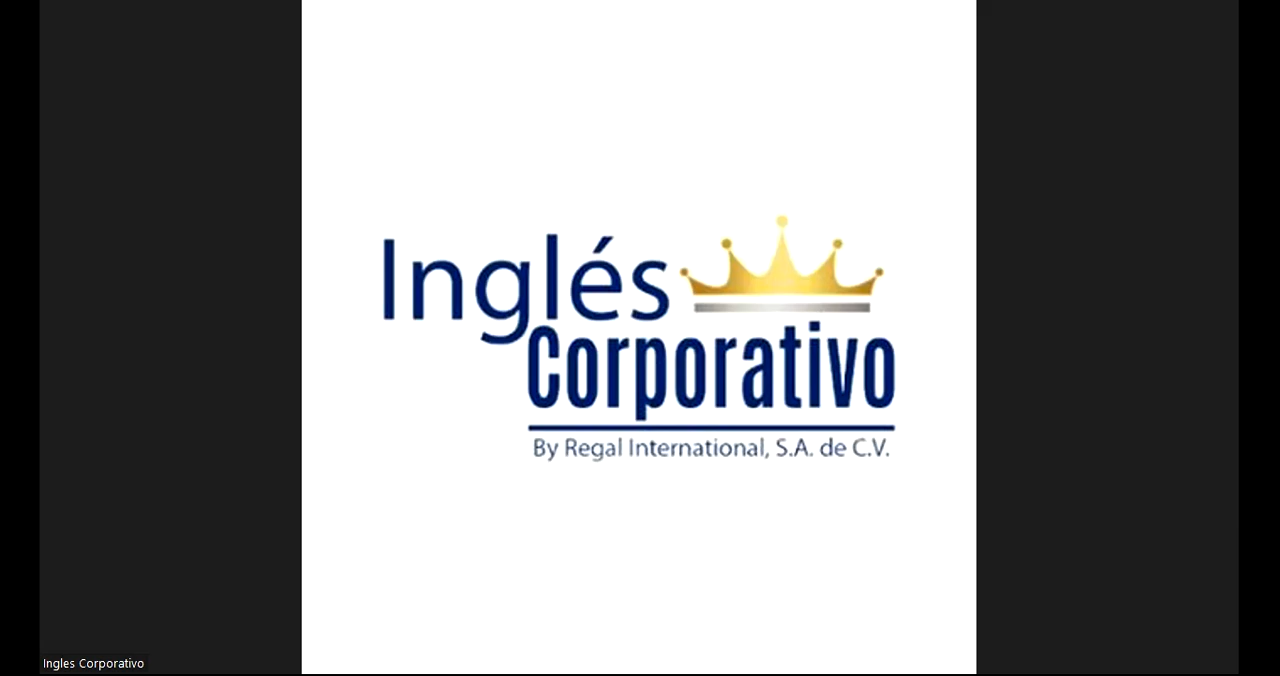 Inglés
Corporativo
By Regal International, S.A. de C.V.
Ingles Corporativo